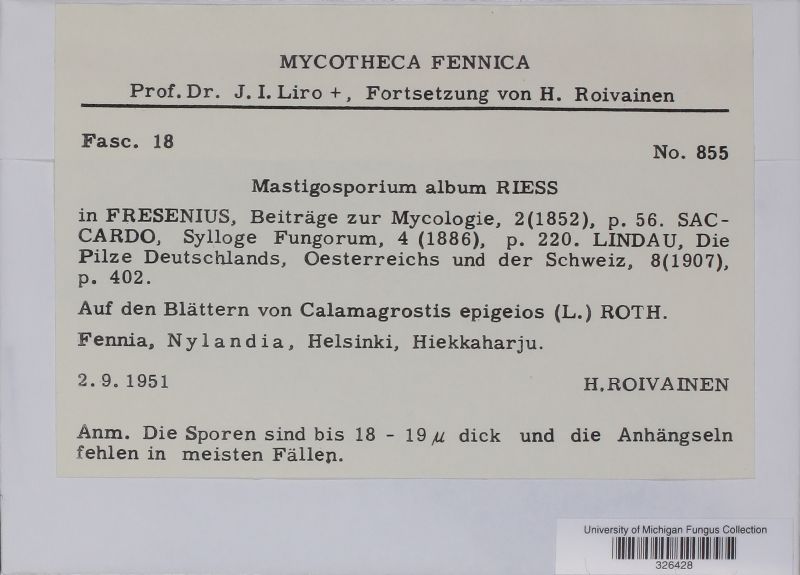 MYCOTHECA FENNICA
Prof. Dr. J. I. Liro +, Fortsetzung von H. Roivainen
Fasc. 18
No. 855
Mastigosporium album RIESS
in FRESENIUS, Beiträge zur Mycologie, 2(1852), p. 56. SAC-
CARDO, Sylloge Fungorum, 4 (1886), p. 220. LINDAU, Die
Pilze Deutschlands, Oesterreichs und der Schweiz, 8(1907),
p. 402.
Auf den Blättern von Calamagrostis epigeios (L.) ROTH.
Fennia, Nylandia, Helsinki, Hiekkaharju.
2.9.1951
H. ROIVAINEN
Anm. Die Sporen sind bis 18 - 19 μ dick und die Anhängseln
fehlen in meisten Fällen.
University of Michigan Fungus Collection
326428